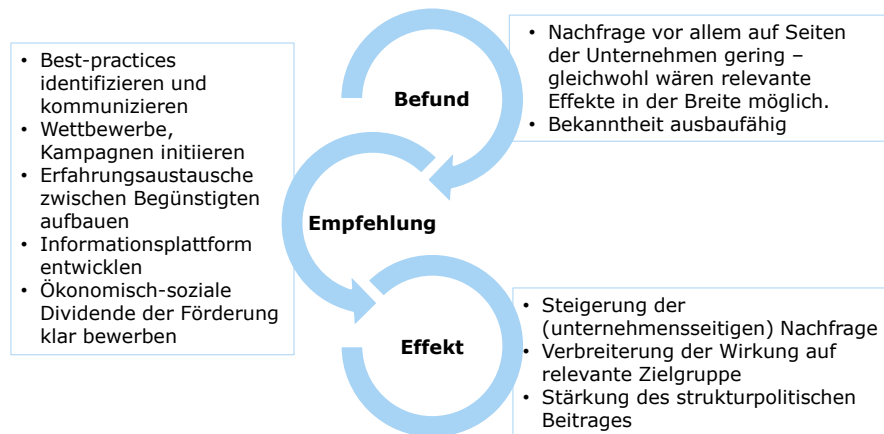 Befund
• Nachfrage vor allem auf Seiten
der Unternehmen gering –
gleichwohl wären relevante
Effekte in der Breite möglich.
• Bekanntheit ausbaufähig
Empfehlung
• Best-practices
identifizieren und
kommunizieren
• Wettbewerbe,
Kampagnen initiieren
• Erfahrungsaustausche
zwischen Begünstigten
aufbauen
• Informationsplattform
entwicklen
• Ökonomisch-soziale
Dividende der Förderung
klar bewerben
Effekt
• Steigerung der
(unternehmensseitigen) Nachfrage
• Verbreiterung der Wirkung auf
relevante Zielgruppe
• Stärkung des strukturpolitischen
Beitrages